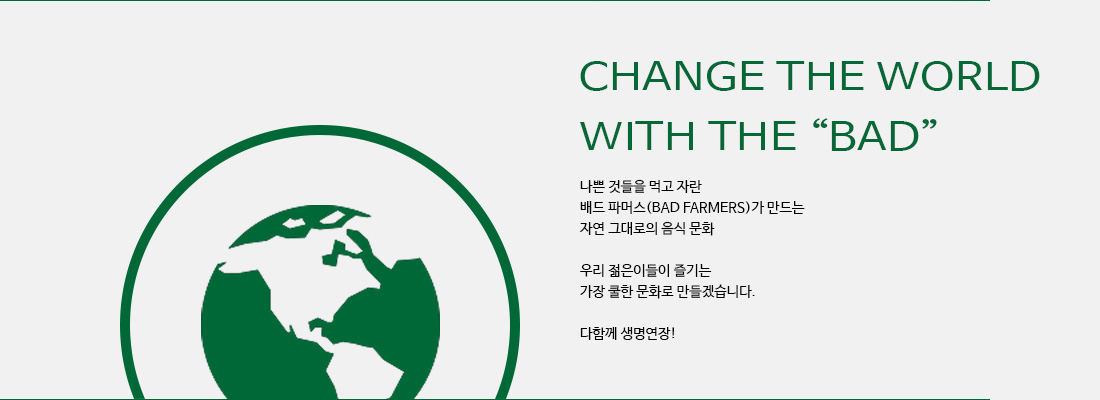 CHANGE THE WORLD
WITH THE “BAD”
나쁜 것들을 먹고 자란
배드 파머스(BAD FARMERS)가 만드는
자연 그대로의 음식 문화
우리 젊은이들이 즐기는
가장 쿨한 문화로 만들겠습니다.
다함께 생명연장!